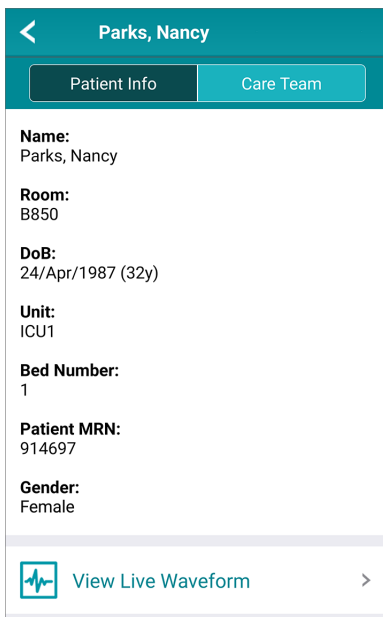 Parks, Nancy
Patient Info
Care Team
Name:
Parks, Nancy
Room:
B850
DoB:
24/Apr/1987 (32y)
Unit:
ICU1
Bed Number:
1
Patient MRN:
914697
Gender:
Female
View Live Waveform